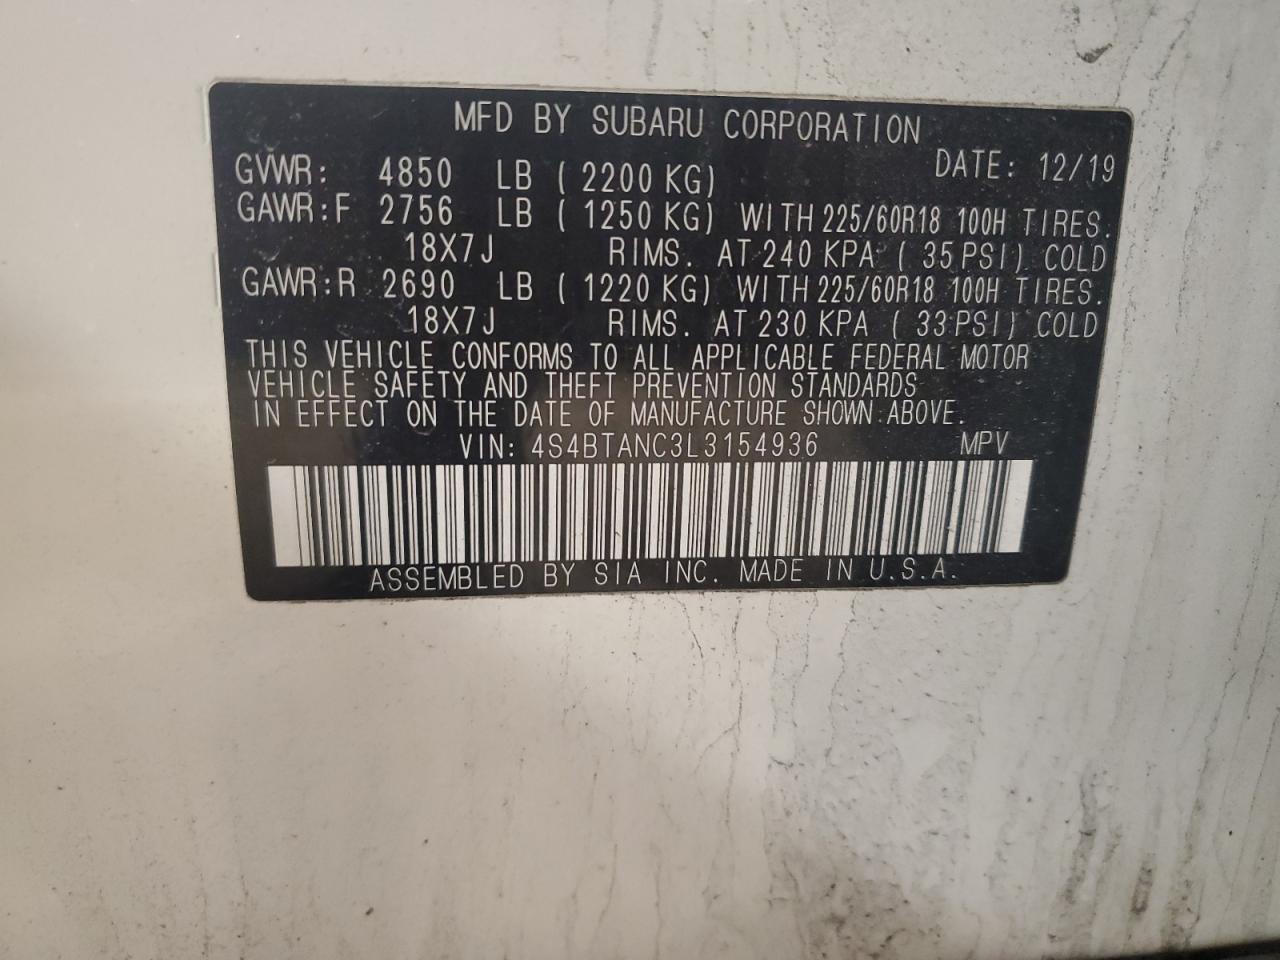 MFD BY SUBARU CORPORATION
DATE: 12/19
GVWR: 4850 LB ( 2200 KG)
GAWR:F 2756 LB ( 1250 KG) WITH 225/60R18 100H TIRES.
18X7J RIMS. AT 240 KPA ( 35 PSI) COLD
GAWR:R 2690 LB ( 1220 KG) WITH 225/60R18 100H TIRES.
18X7J RIMS. AT 230 KPA ( 33 PSI) COLD
THIS VEHICLE CONFORMS TO ALL APPLICABLE FEDERAL MOTOR
VEHICLE SAFETY AND THEFT PREVENTION STANDARDS
IN EFFECT ON THE DATE OF MANUFACTURE SHOWN ABOVE.
VIN: 4S4BTANC3L3154936 MPV
ASSEMBLED BY SIA INC. MADE IN U.S.A.